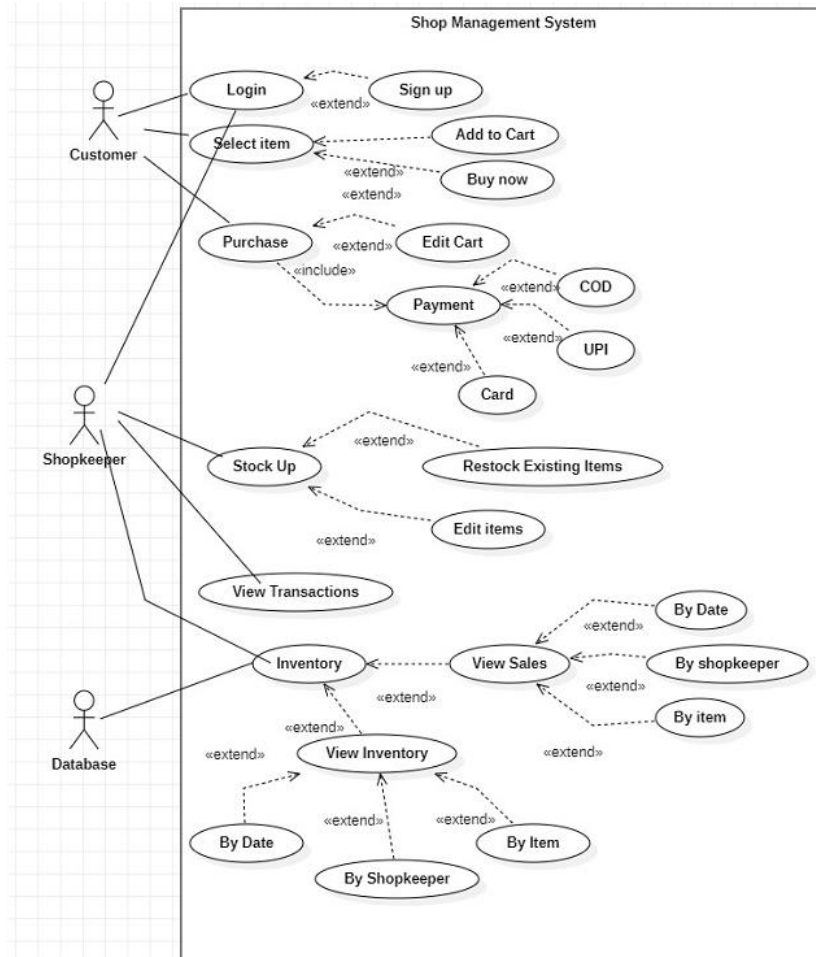 Shop Management System
Login
Sign up
«extend»
Customer
Select item
Add to Cart
«extend»
Buy now
«extend»
Purchase
«extend»
Edit Cart
«include»
Payment
«extend»
COD
«extend»
UPI
«extend»
Card
Shopkeeper
Stock Up
«extend»
Restock Existing Items
Edit items
«extend»
View Transactions
By Date
«extend»
Inventory
View Sales
By shopkeeper
«extend»
«extend»
By item
«extend»
Database
«extend»
«extend»
View Inventory
«extend»
«extend»
By Date
By Item
By Shopkeeper